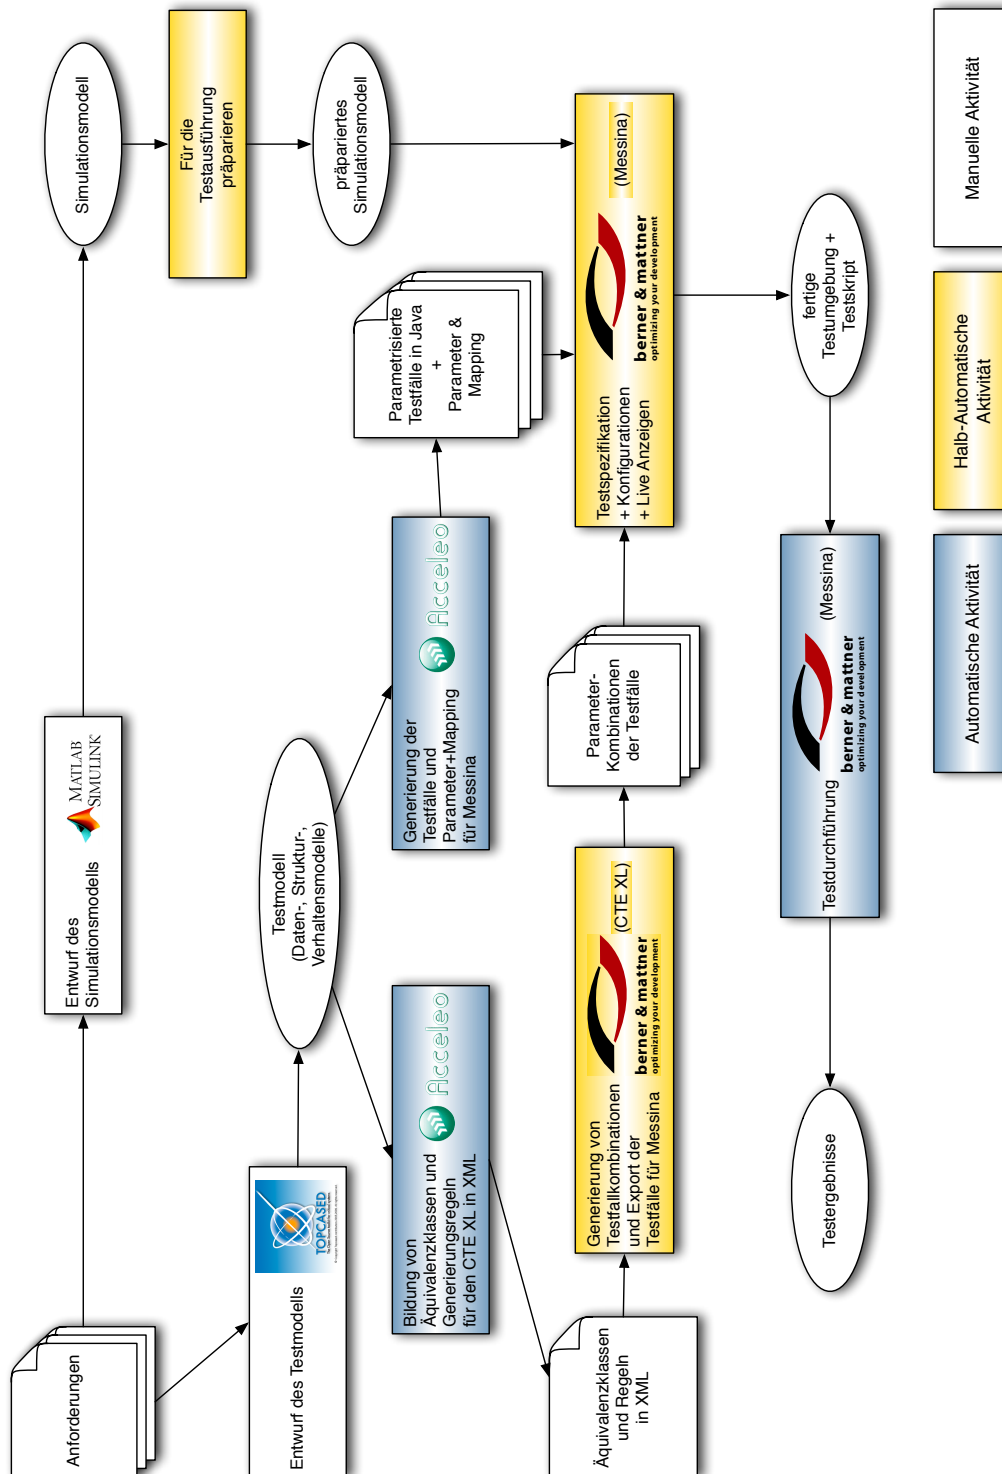 Anforderungen
Entwurf des
Simulationsmodells
MATLAB
SIMULINK
Simulationsmodell
Für die
Testausführung
präparieren
präpariertes
Simulationsmodell
Entwurf des Testmodells
TOPCASED
Testmodell
(Daten-, Struktur-,
Verhaltensmodelle)
Bildung von
Äquivalenzklassen und
Generierungsregeln
für den CTE XL in XML
Acceleo
Generierung der
Testfälle und
Parameter+Mapping
für Messina
Acceleo
Parametrisierte
Testfälle in Java
+
Parameter &
Mapping
Äquivalenzklassen
und Regeln
in XML
Generierung von
Testfallkombinationen
und Export der
Testfälle für Messina
berner & mattner
optimizing your development
(CTE XL)
Parameter-
Kombinationen
der Testfälle
Testspezifikation
+ Konfigurationen
+ Live Anzeigen
berner & mattner
optimizing your development
(Messina)
fertige
Testumgebung +
Testskript
Testdurchführung
berner & mattner
optimizing your development
(Messina)
Testergebnisse
Automatische Aktivität
Halb-Automatische
Aktivität
Manuelle Aktivität